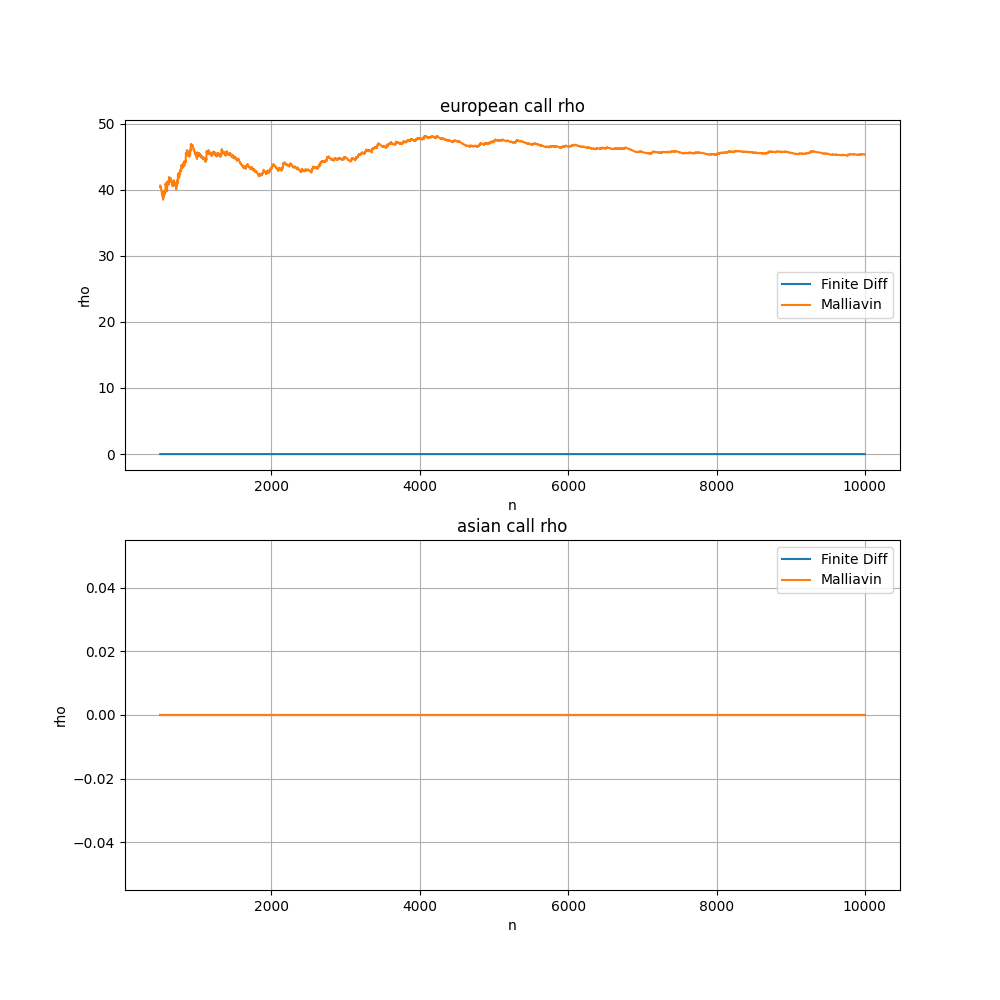 european call rho
50
40
30
20
10
0
rho
Finite Diff
Malliavin
2000 4000 6000 8000 10000
n
asian call rho
0.04
0.02
0.00
−0.02
−0.04
rho
Finite Diff
Malliavin
2000 4000 6000 8000 10000
n